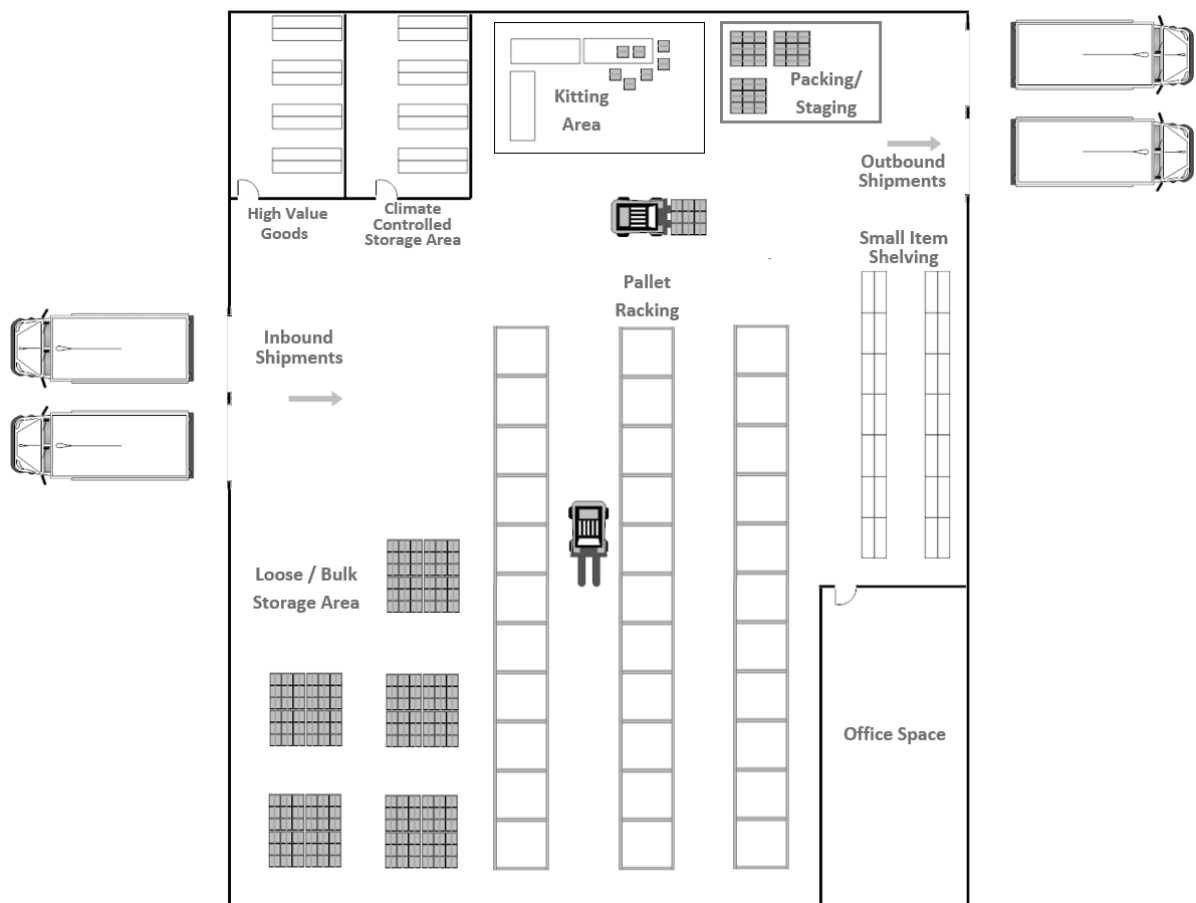 Kitting
Area
Packing/
Staging
Outbound
Shipments
High Value
Goods
Climate
Controlled
Storage Area
Small Item
Shelving
Pallet
Racking
Inbound
Shipments
Loose / Bulk
Storage Area
Office Space